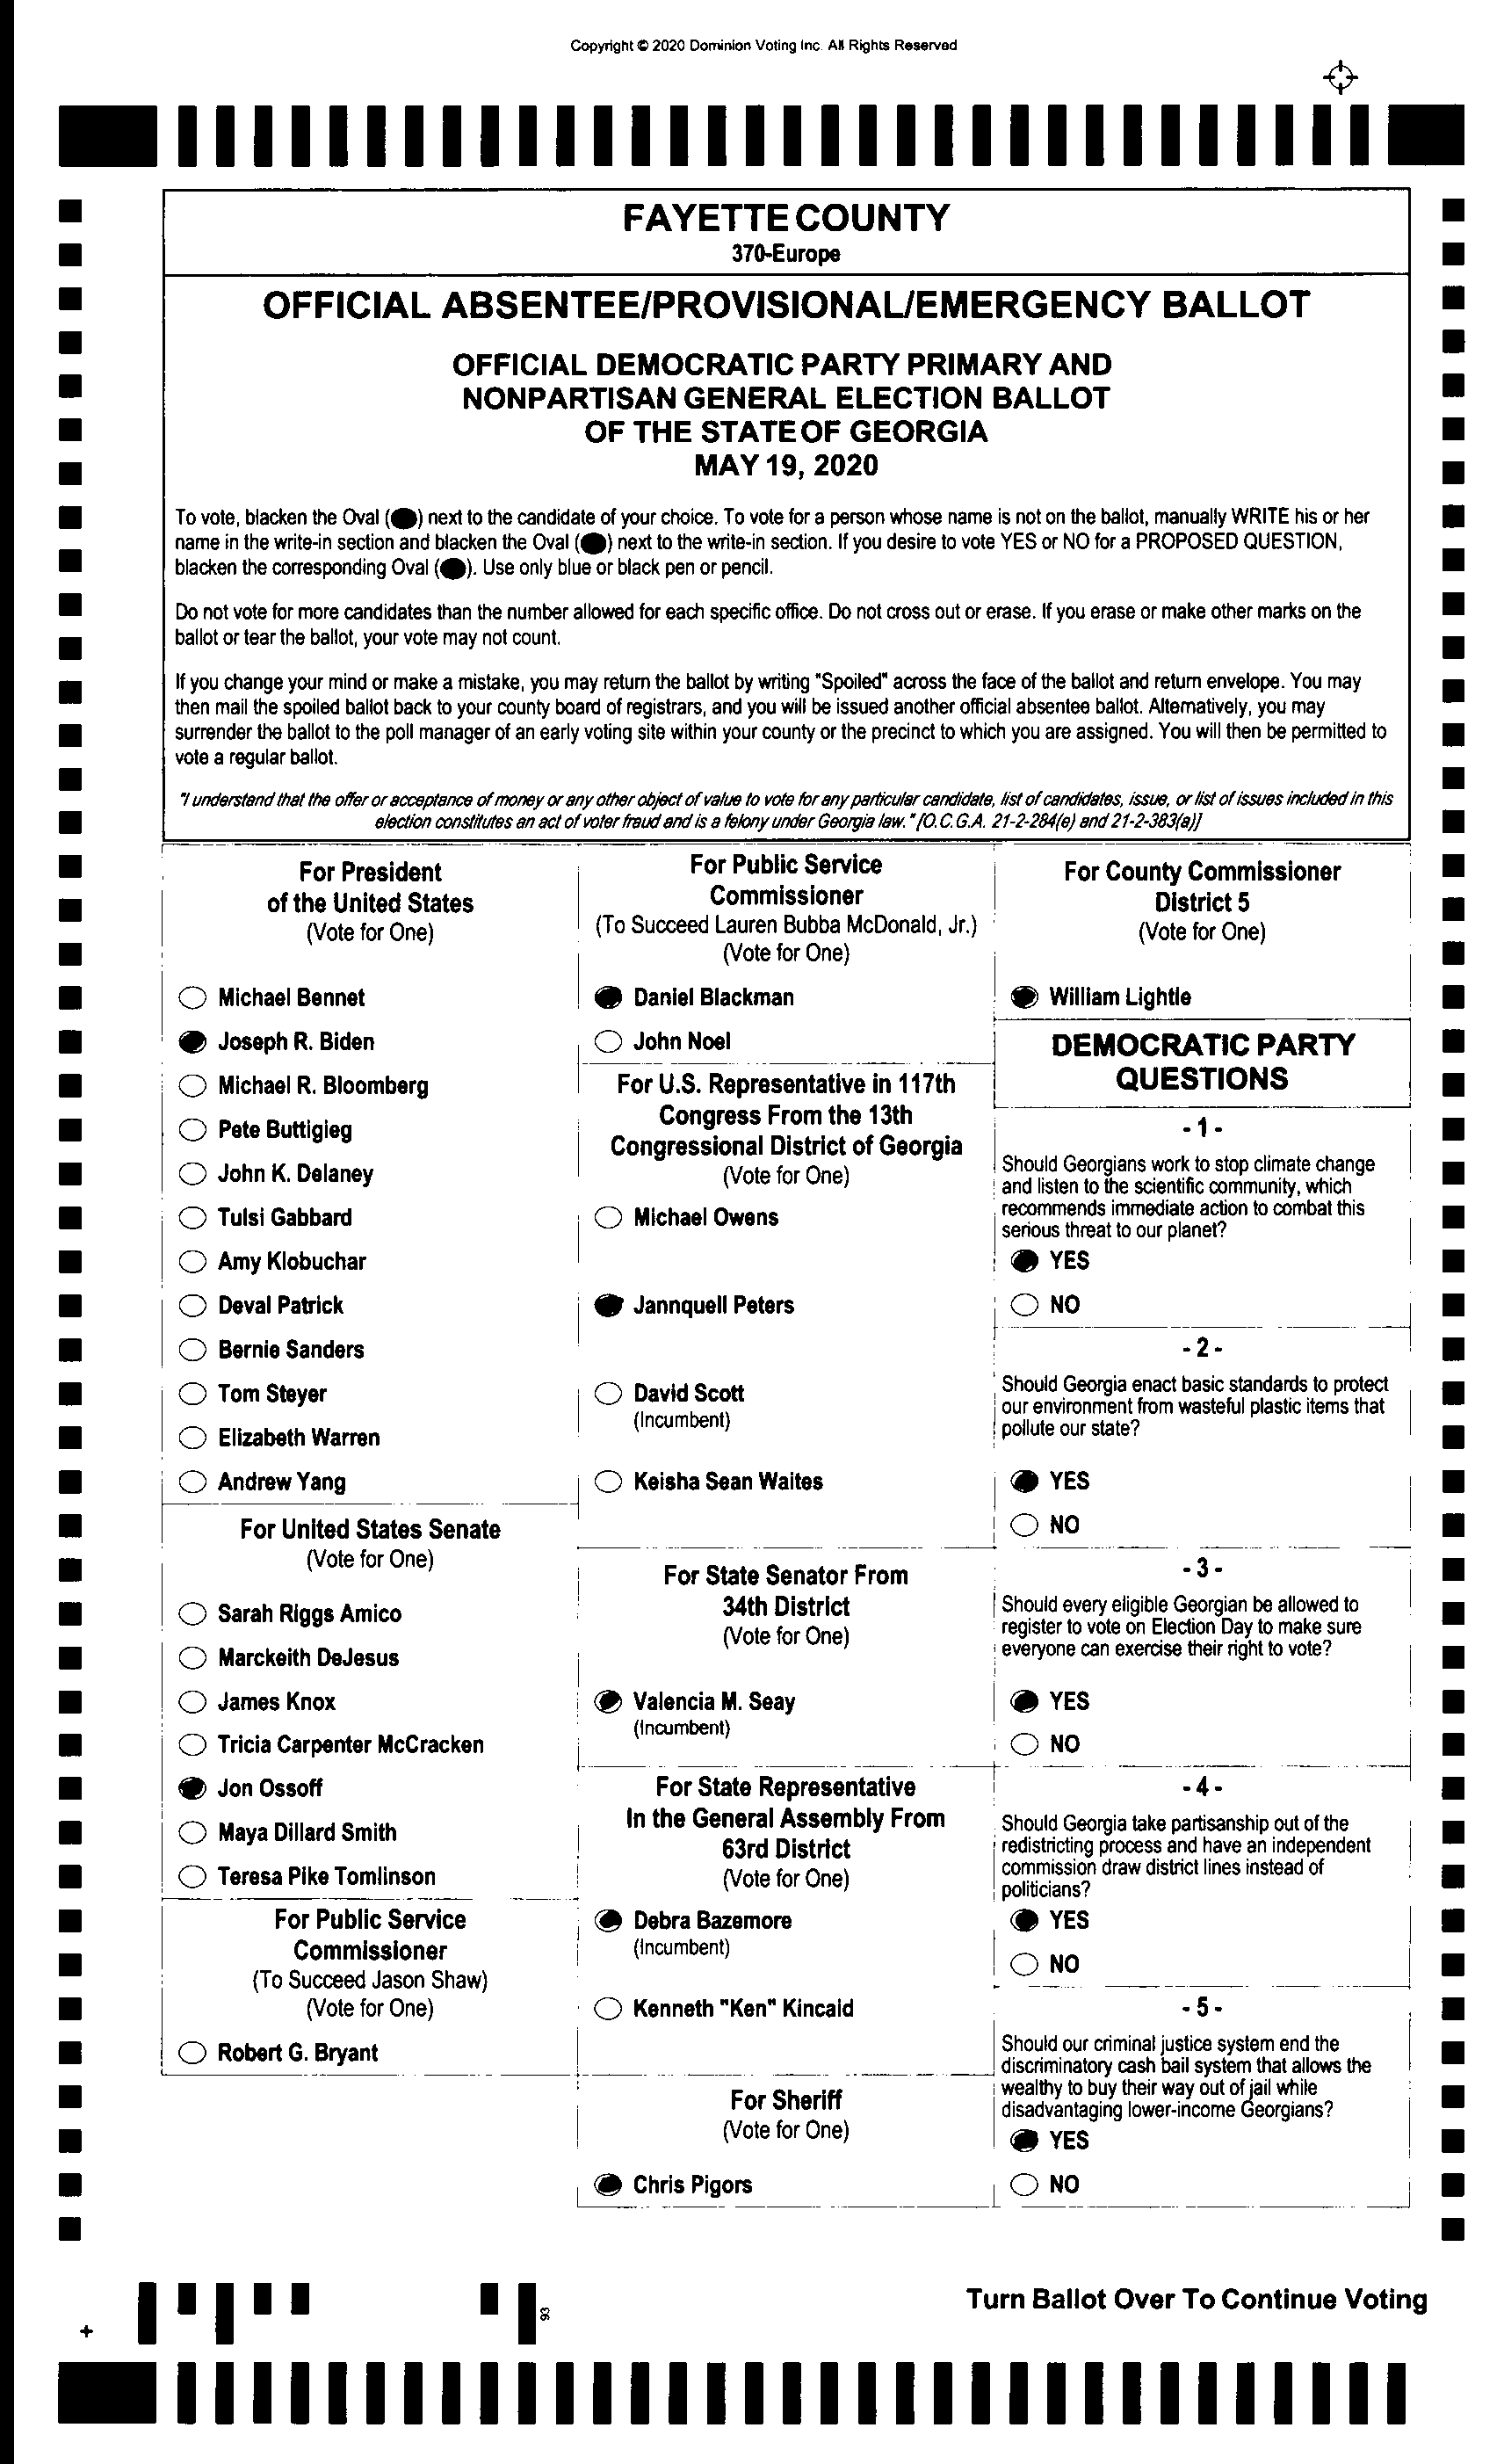 Copyright © 2020 Dominion Voting Inc. All Rights Reserved
FAYETTE COUNTY
370-Europe
OFFICIAL ABSENTEE/PROVISIONAL/EMERGENCY BALLOT
OFFICIAL DEMOCRATIC PARTY PRIMARY AND
NONPARTISAN GENERAL ELECTION BALLOT
OF THE STATE OF GEORGIA
MAY 19, 2020
To vote, blacken the Oval ( ) next to the candidate of your choice. To vote for a person whose name is not on the ballot, manually WRITE his or her
name in the write-in section and blacken the Oval ( ) next to the write-in section. If you desire to vote YES or NO for a PROPOSED QUESTION,
blacken the corresponding Oval ( ). Use only blue or black pen or pencil.
Do not vote for more candidates than the number allowed for each specific office. Do not cross out or erase. If you erase or make other marks on the
ballot or tear the ballot, your vote may not count.
If you change your mind or make a mistake, you may return the ballot by writing "Spoiled" across the face of the ballot and return envelope. You may
then mail the spoiled ballot back to your county board of registrars, and you will be issued another official absentee ballot. Alternatively, you may
surrender the ballot to the poll manager of an early voting site within your county or the precinct to which you are assigned. You will then be permitted to
vote a regular ballot.
"I understand that the offer or acceptance of money or any other object of value to vote for any particular candidate, list of candidates, issue, or list of issues included in this
election constitutes an act of voter fraud and is a felony under Georgia law." [O.C.G.A. 21-2-284(e) and 21-2-383(a)]
For President
of the United States
(Vote for One)
Michael Bennet
Joseph R. Biden
Michael R. Bloomberg
Pete Buttigieg
John K. Delaney
Tulsi Gabbard
Amy Klobuchar
Deval Patrick
Bernie Sanders
Tom Steyer
Elizabeth Warren
Andrew Yang
For United States Senate
(Vote for One)
Sarah Riggs Amico
Marckeith DeJesus
James Knox
Tricia Carpenter McCracken
Jon Ossoff
Maya Dillard Smith
Teresa Pike Tomlinson
For Public Service
Commissioner
(To Succeed Jason Shaw)
(Vote for One)
Robert G. Bryant
For Public Service
Commissioner
(To Succeed Lauren Bubba McDonald, Jr.)
(Vote for One)
Daniel Blackman
John Noel
For U.S. Representative in 117th
Congress From the 13th
Congressional District of Georgia
(Vote for One)
Michael Owens
Jannquell Peters
David Scott
(Incumbent)
Keisha Sean Waites
For State Senator From
34th District
(Vote for One)
Valencia M. Seay
(Incumbent)
For State Representative
In the General Assembly From
63rd District
(Vote for One)
Debra Bazemore
(Incumbent)
Kenneth "Ken" Kincaid
For Sheriff
(Vote for One)
Chris Pigors
For County Commissioner
District 5
(Vote for One)
William Lightle
DEMOCRATIC PARTY
QUESTIONS
- 1 -
Should Georgians work to stop climate change
and listen to the scientific community, which
recommends immediate action to combat this
serious threat to our planet?
YES
NO
- 2 -
Should Georgia enact basic standards to protect
our environment from wasteful plastic items that
pollute our state?
YES
NO
- 3 -
Should every eligible Georgian be allowed to
register to vote on Election Day to make sure
everyone can exercise their right to vote?
YES
NO
- 4 -
Should Georgia take partisanship out of the
redistricting process and have an independent
commission draw district lines instead of
politicians?
YES
NO
- 5 -
Should our criminal justice system end the
discriminatory cash bail system that allows the
wealthy to buy their way out of jail while
disadvantaging lower-income Georgians?
YES
NO
93
Turn Ballot Over To Continue Voting